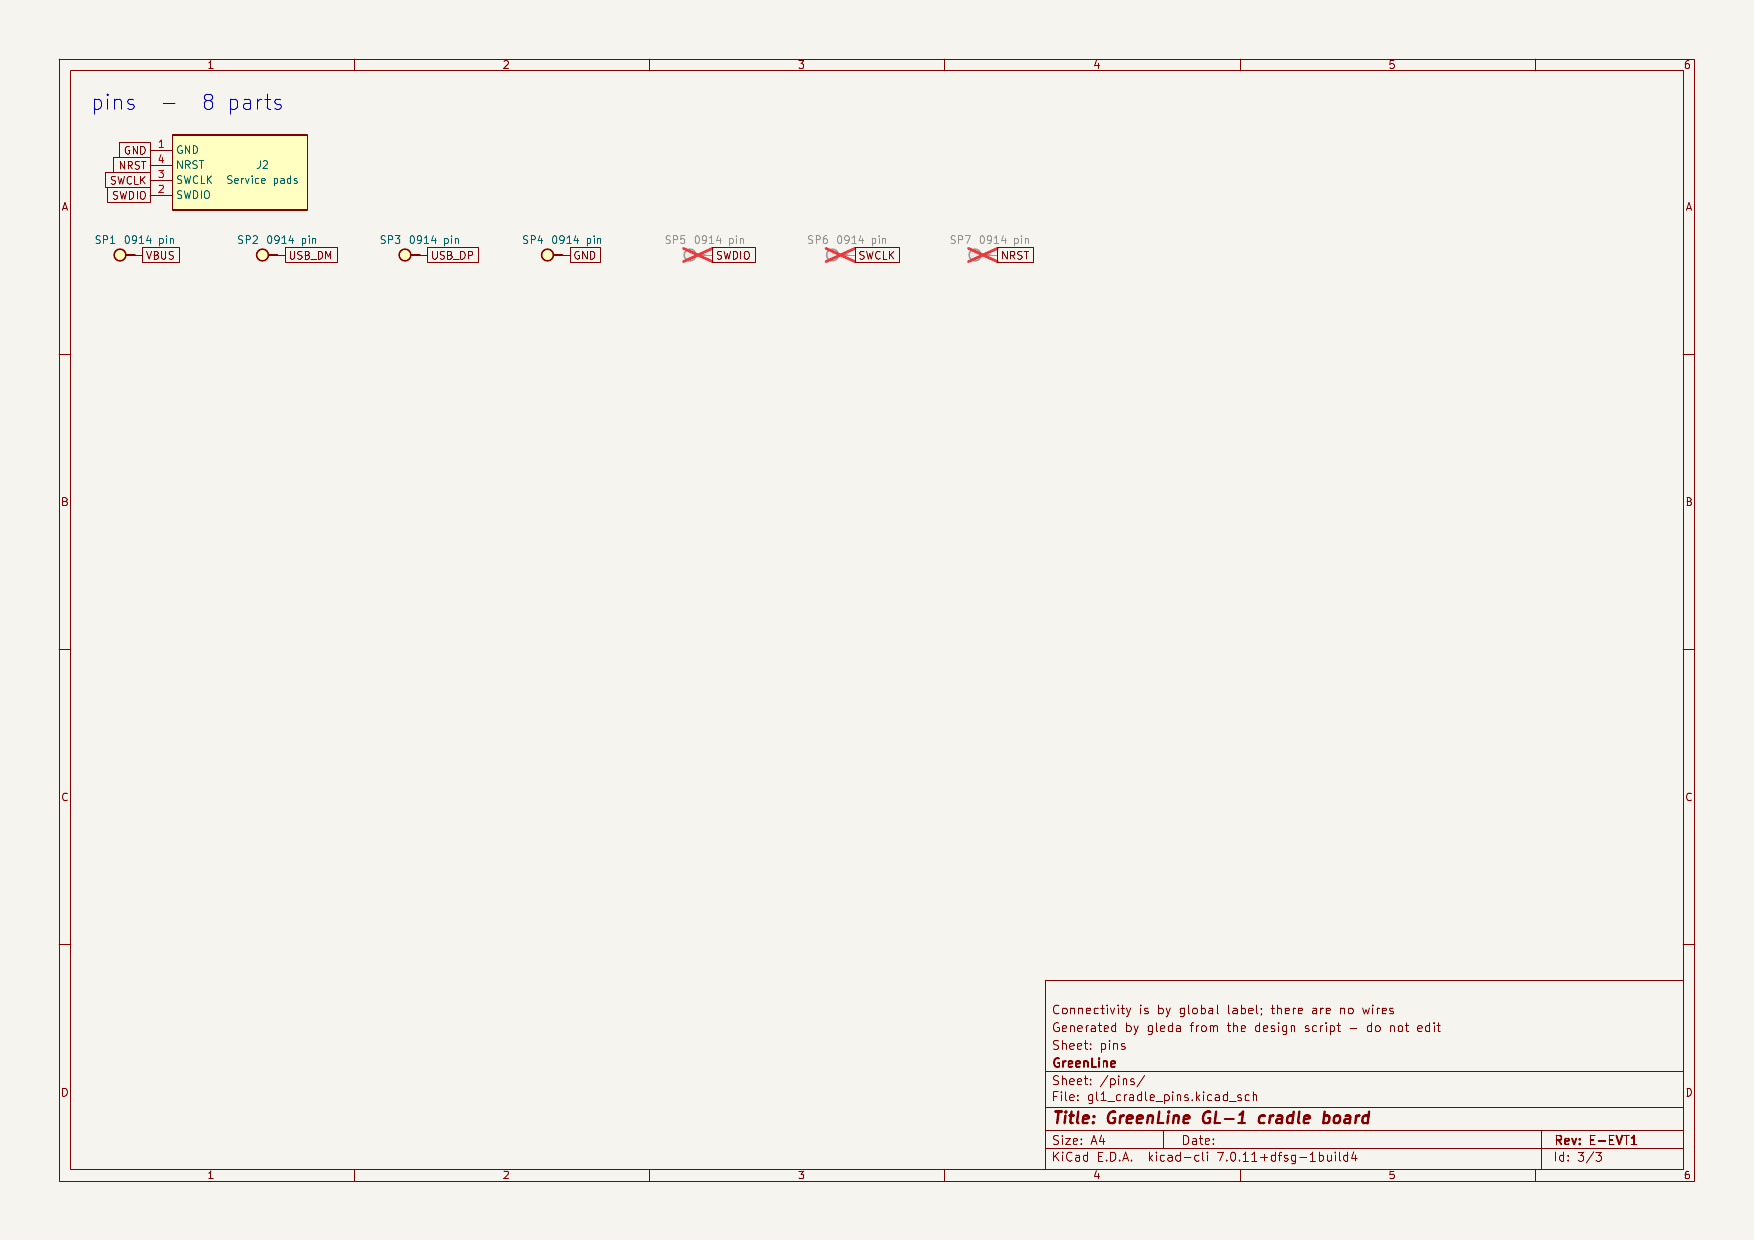 1 2 3 4 5 6
pins – 8 parts
GND 1 GND
NRST 4 NRST J2
SWCLK 3 SWCLK Service pads
SWDIO 2 SWDIO
A A
SP1 0914 pin SP2 0914 pin SP3 0914 pin SP4 0914 pin SP5 0914 pin SP6 0914 pin SP7 0914 pin
VBUS USB_DM USB_DP GND SWDIO SWCLK NRST
B B
C C
Connectivity is by global label; there are no wires
Generated by gleda from the design script – do not edit
Sheet: pins
GreenLine
Sheet: /pins/
D D
File: gl1_cradle_pins.kicad_sch
Title: GreenLine GL–1 cradle board
Size: A4 Date: Rev: E–EVT1
KiCad E.D.A. kicad–cli 7.0.11+dfsg–1build4 Id: 3/3
1 2 3 4 5 6